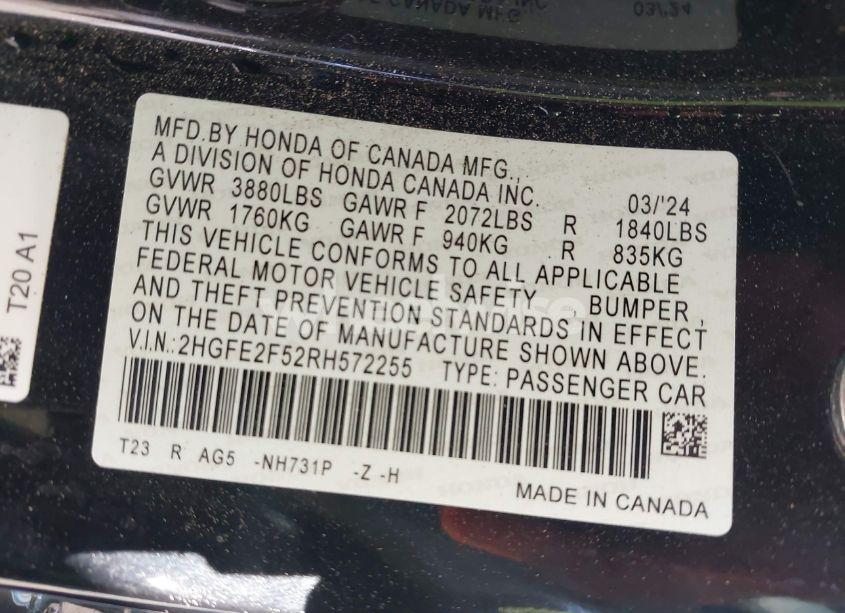 MFD.BY HONDA OF CANADA MFG.,
A DIVISION OF HONDA CANADA INC.
03/'24
GVWR 3880LBS GAWR F 2072LBS R 1840LBS
GVWR 1760KG GAWR F 940KG R 835KG
THIS VEHICLE CONFORMS TO ALL APPLICABLE
FEDERAL MOTOR VEHICLE SAFETY, BUMPER,
AND THEFT PREVENTION STANDARDS IN EFFECT
ON THE DATE OF MANUFACTURE SHOWN ABOVE.
V.I.N.:2HGFE2F52RH572255 TYPE: PASSENGER CAR
T23 R AG5 -NH731P -Z -H
MADE IN CANADA
T20 A1